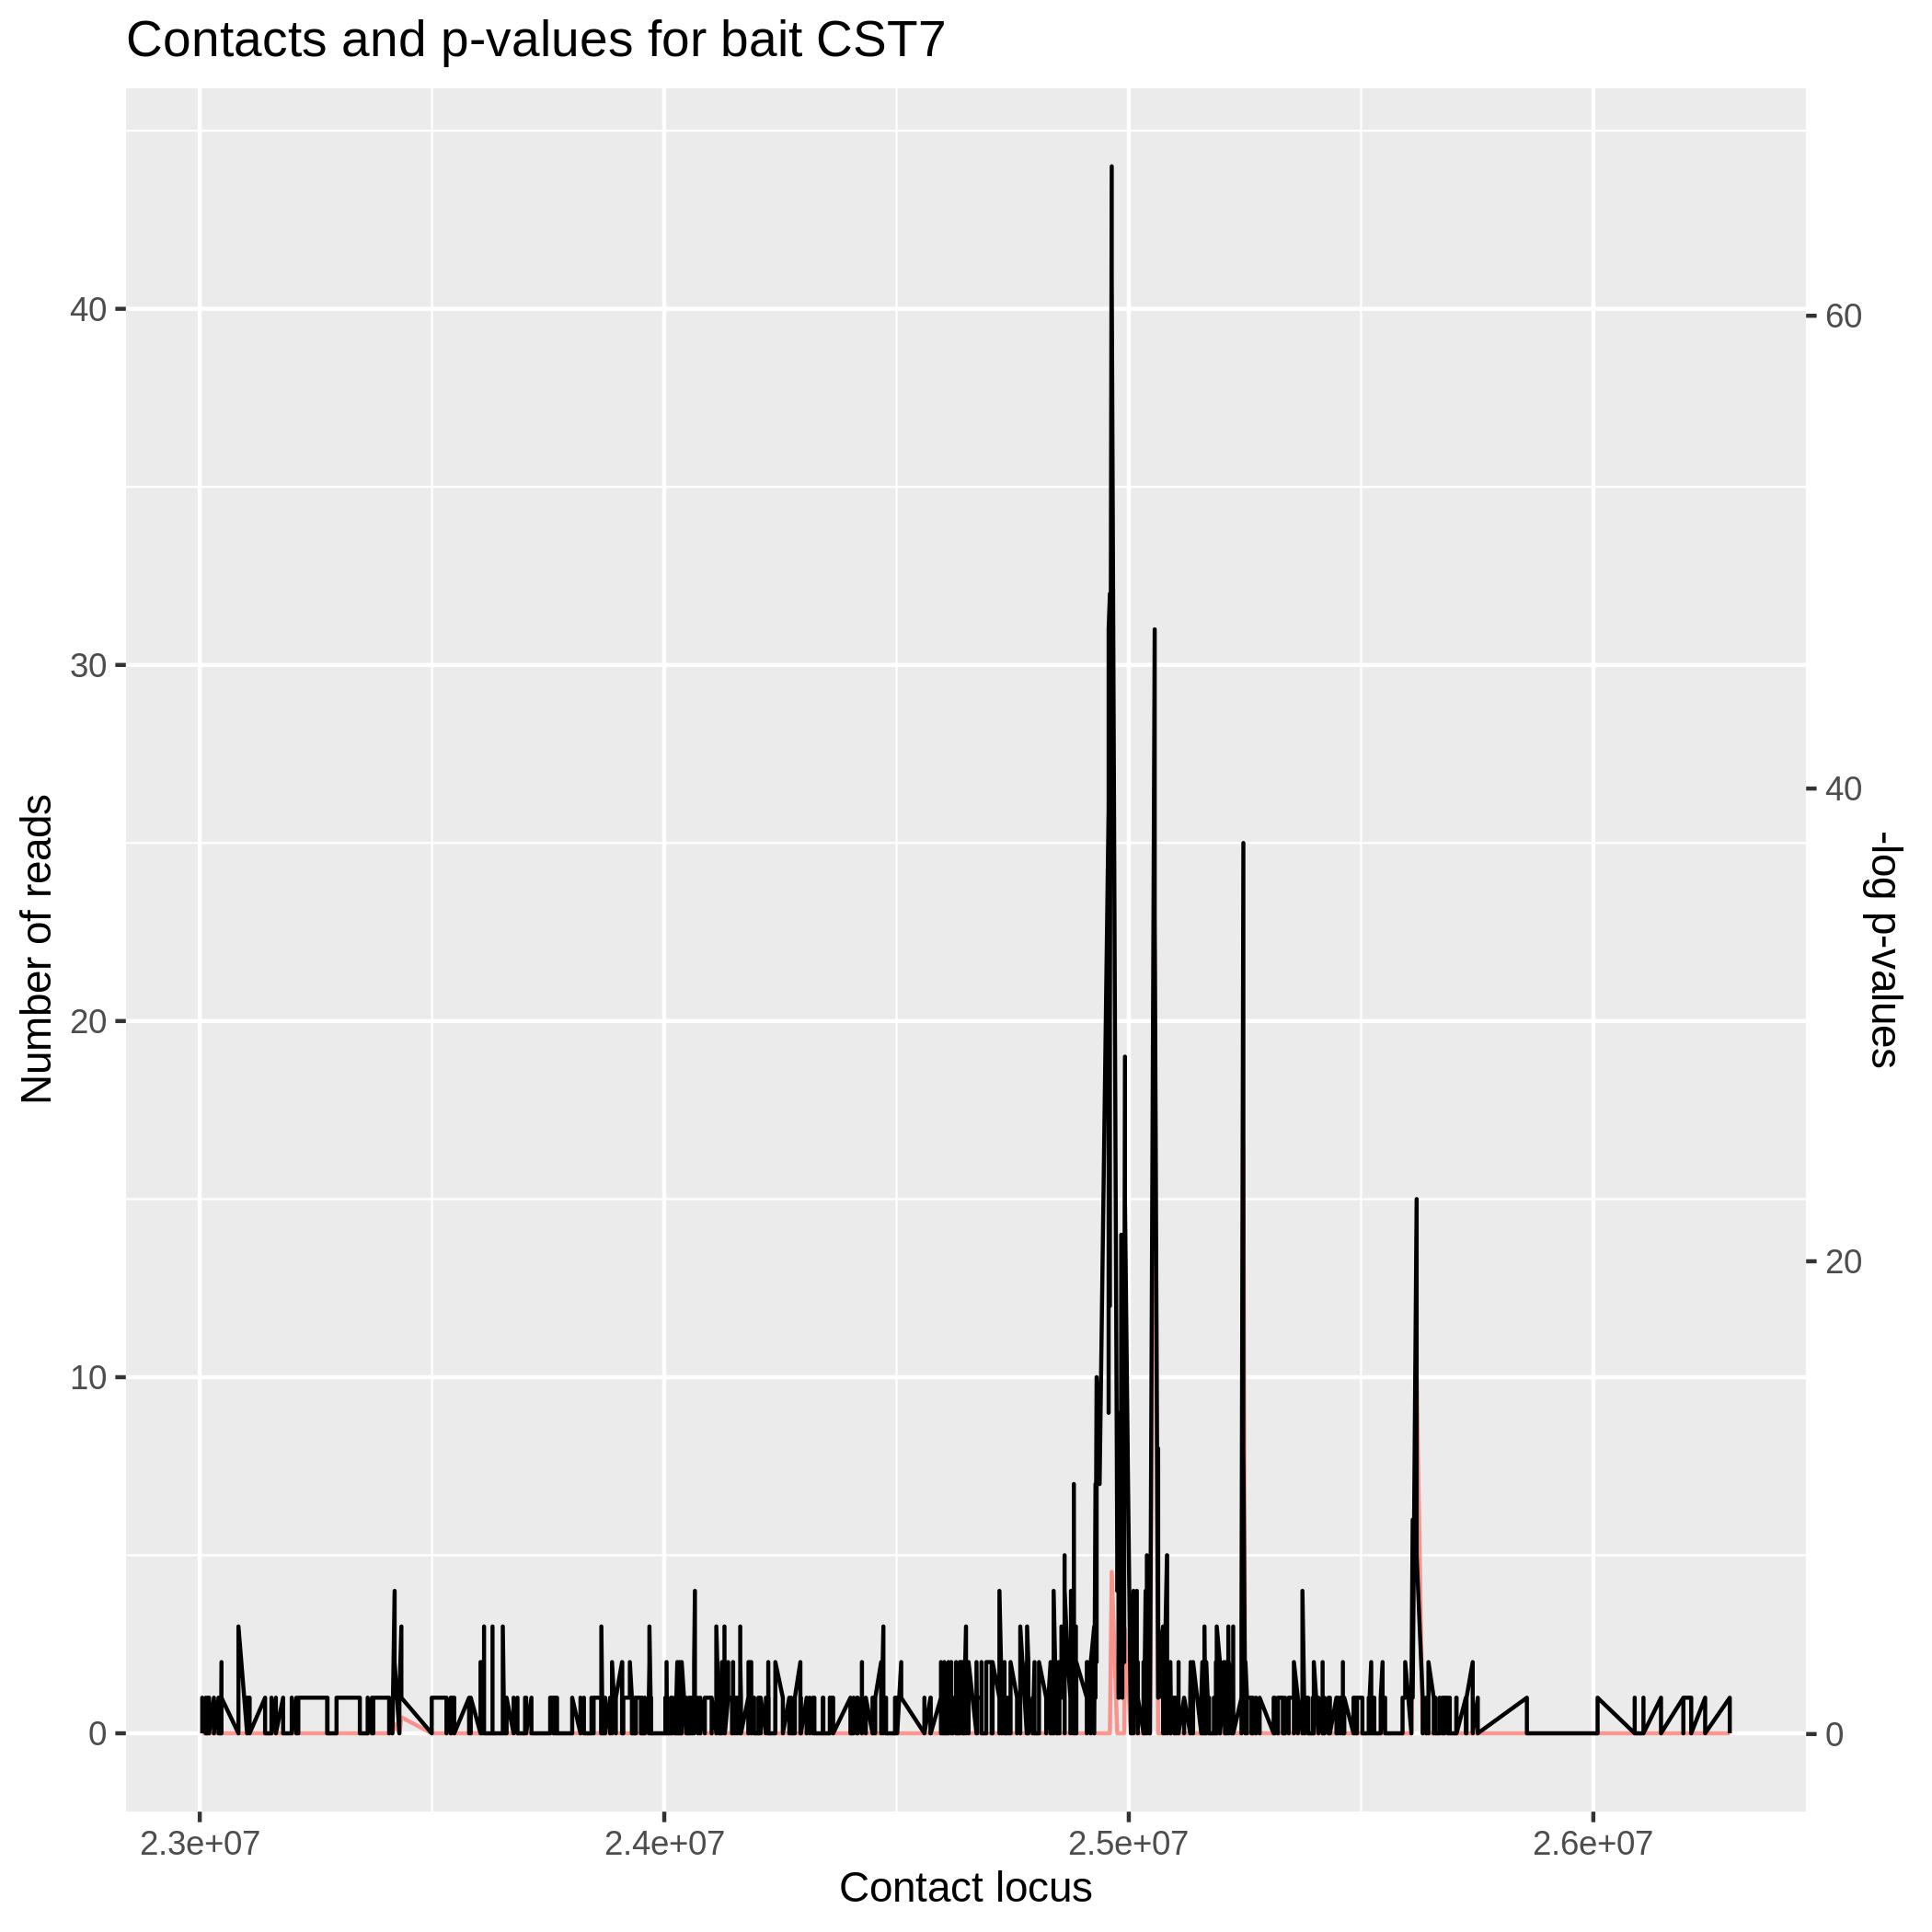 Contacts and p-values for bait CST7
Number of reads
40
30
20
10
0
60
40
20
0
-log p-values
2.3e+07 2.4e+07 2.5e+07 2.6e+07
Contact locus